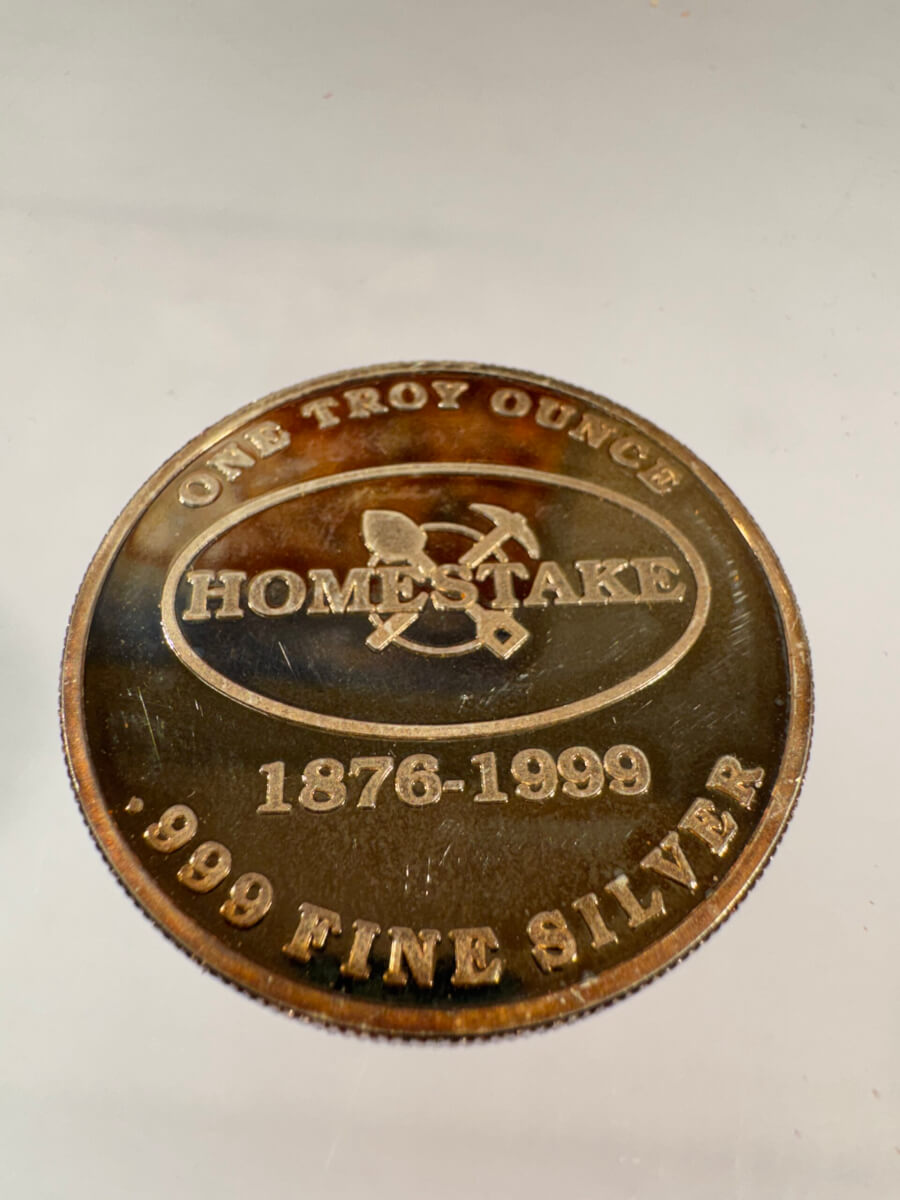 ONE TROY OUNCE
HOMESTAKE
1876-1999
.999 FINE SILVER